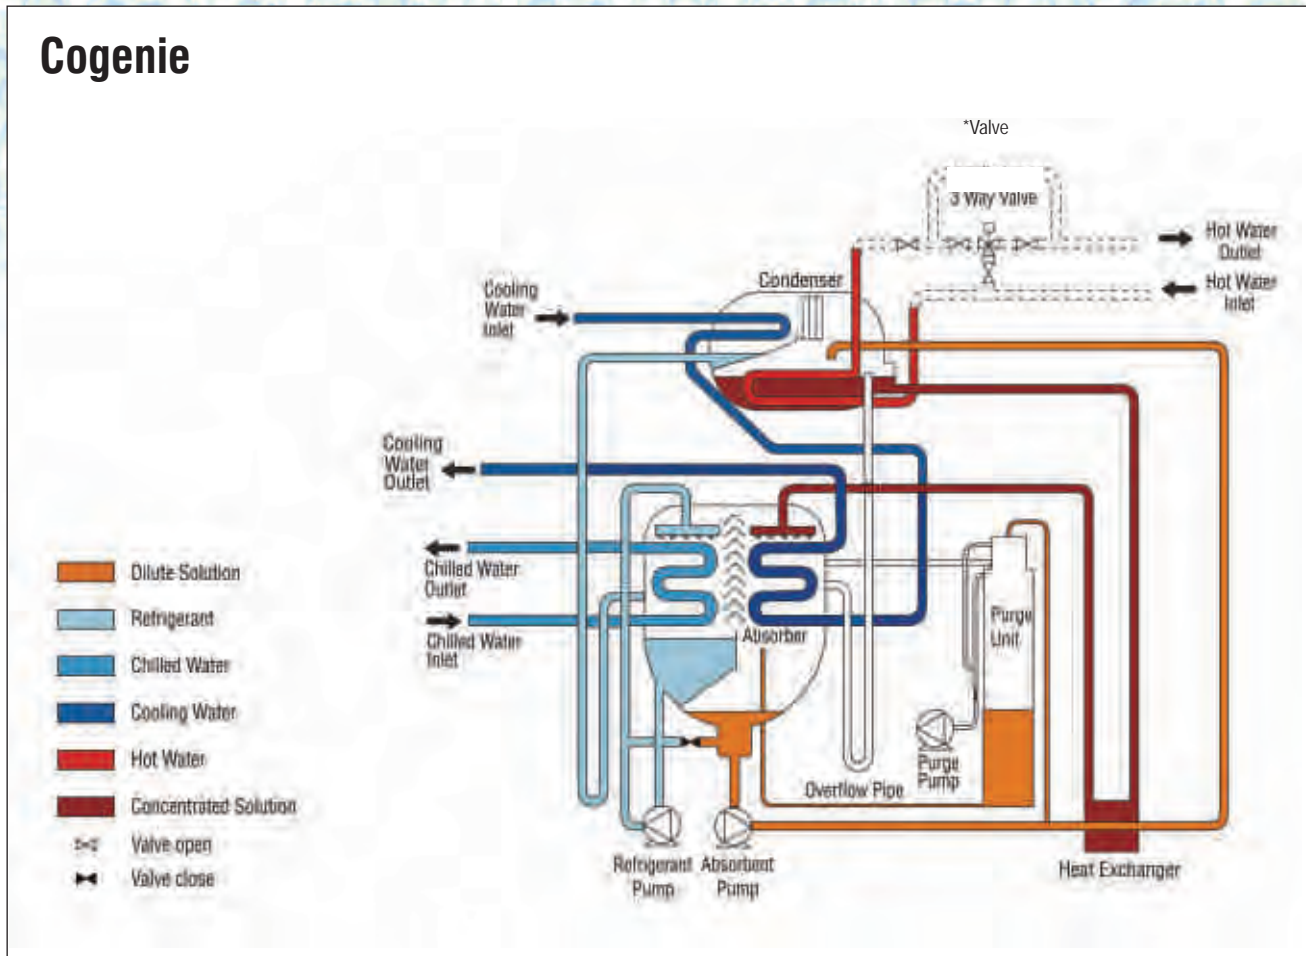 Cogenie
*Valve
3 Way Valve
Hot Water
Outlet
Hot Water
Inlet
Condenser
Cooling
Water
Inlet
Cooling
Water
Outlet
Chilled Water
Outlet
Chilled Water
Inlet
Absorber
Purge
Unit
Purge
Pump
Overflow Pipe
Refrigerant
Pump
Absorbent
Pump
Heat Exchanger
Dilute Solution
Refrigerant
Chilled Water
Cooling Water
Hot Water
Concentrated Solution
Valve open
Valve close